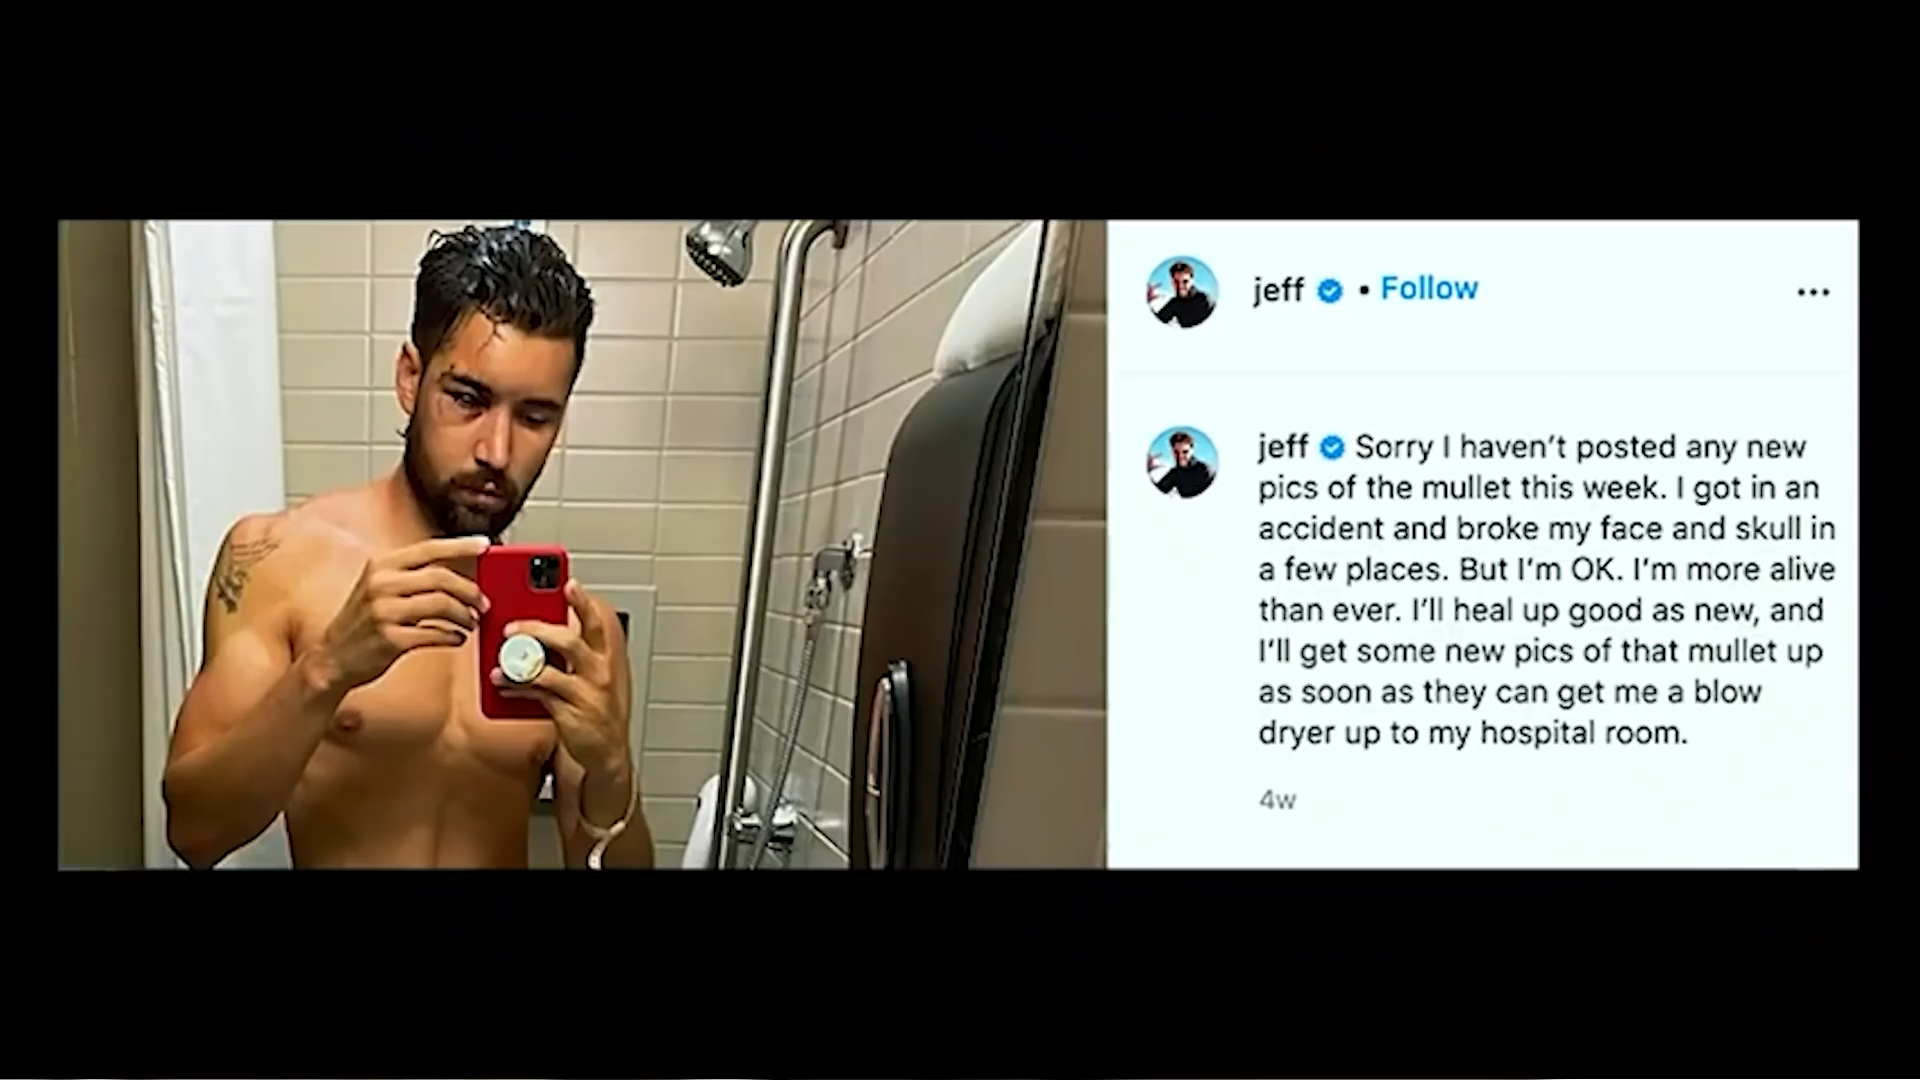 jeff • Follow
jeff Sorry I haven't posted any new
pics of the mullet this week. I got in an
accident and broke my face and skull in
a few places. But I'm OK. I'm more alive
than ever. I'll heal up good as new, and
I'll get some new pics of that mullet up
as soon as they can get me a blow
dryer up to my hospital room.
4w